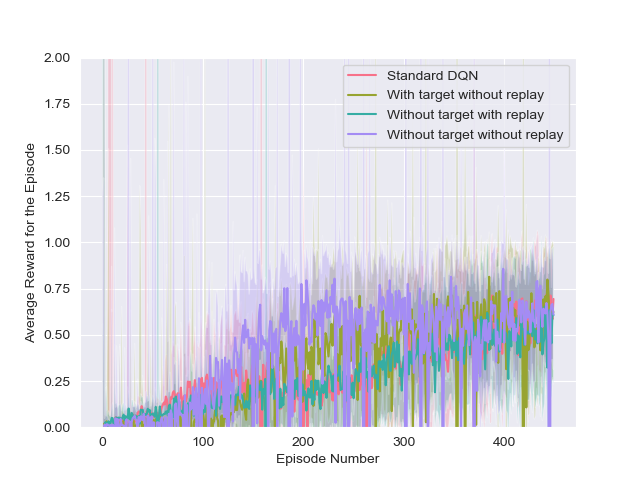 2.00
1.75
1.50
1.25
1.00
0.75
0.50
0.25
0.00
Average Reward for the Episode
Standard DQN
With target without replay
Without target with replay
Without target without replay
0 100 200 300 400
Episode Number